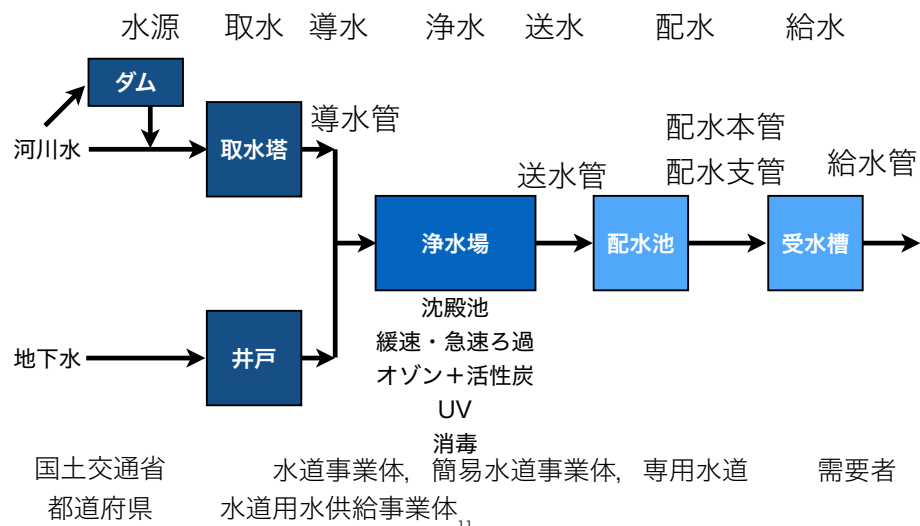 水源 取水 導水 浄水 送水 配水 給水
ダム
河川水
取水塔
導水管
配水本管
配水支管
送水管
給水管
浄水場
配水池
受水槽
沈殿池
緩速・急速ろ過
オゾン＋活性炭
UV
消毒
地下水
井戸
国土交通省 水道事業体，簡易水道事業体，専用水道 需要者
都道府県 水道用水供給事業体
11